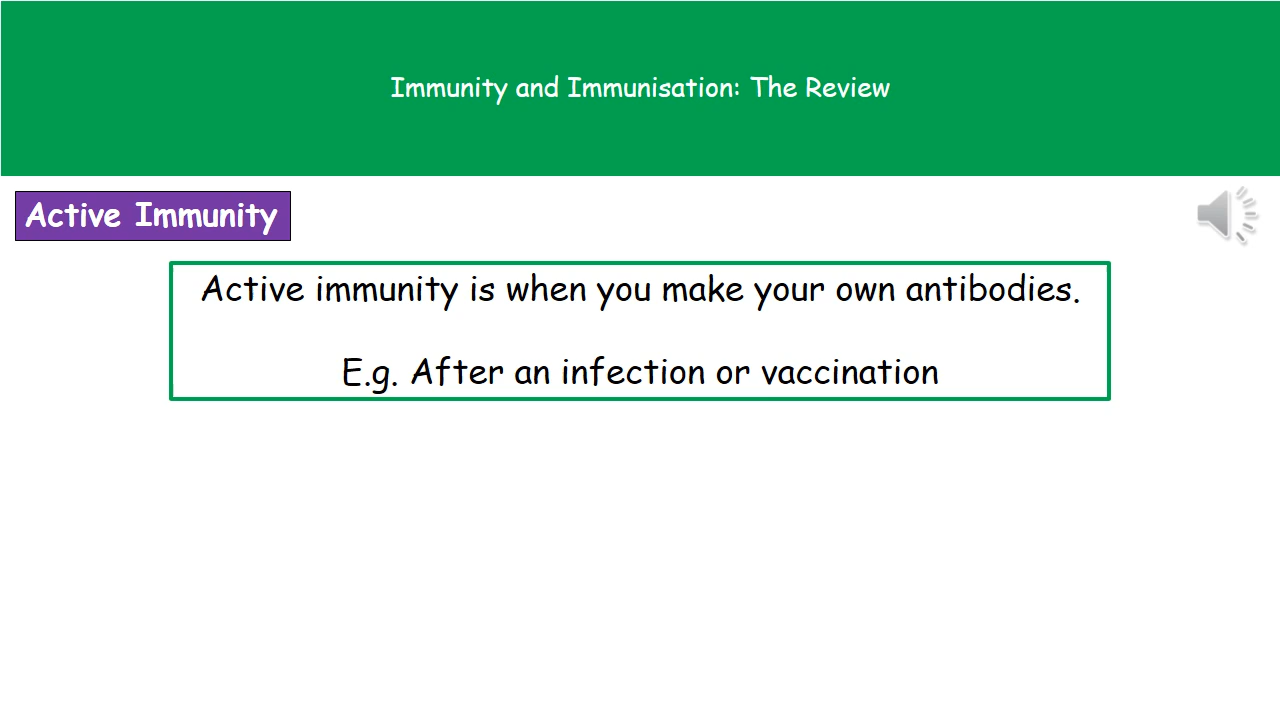 Immunity and Immunisation: The Review
Active Immunity
Active immunity is when you make your own antibodies.
E.g. After an infection or vaccination